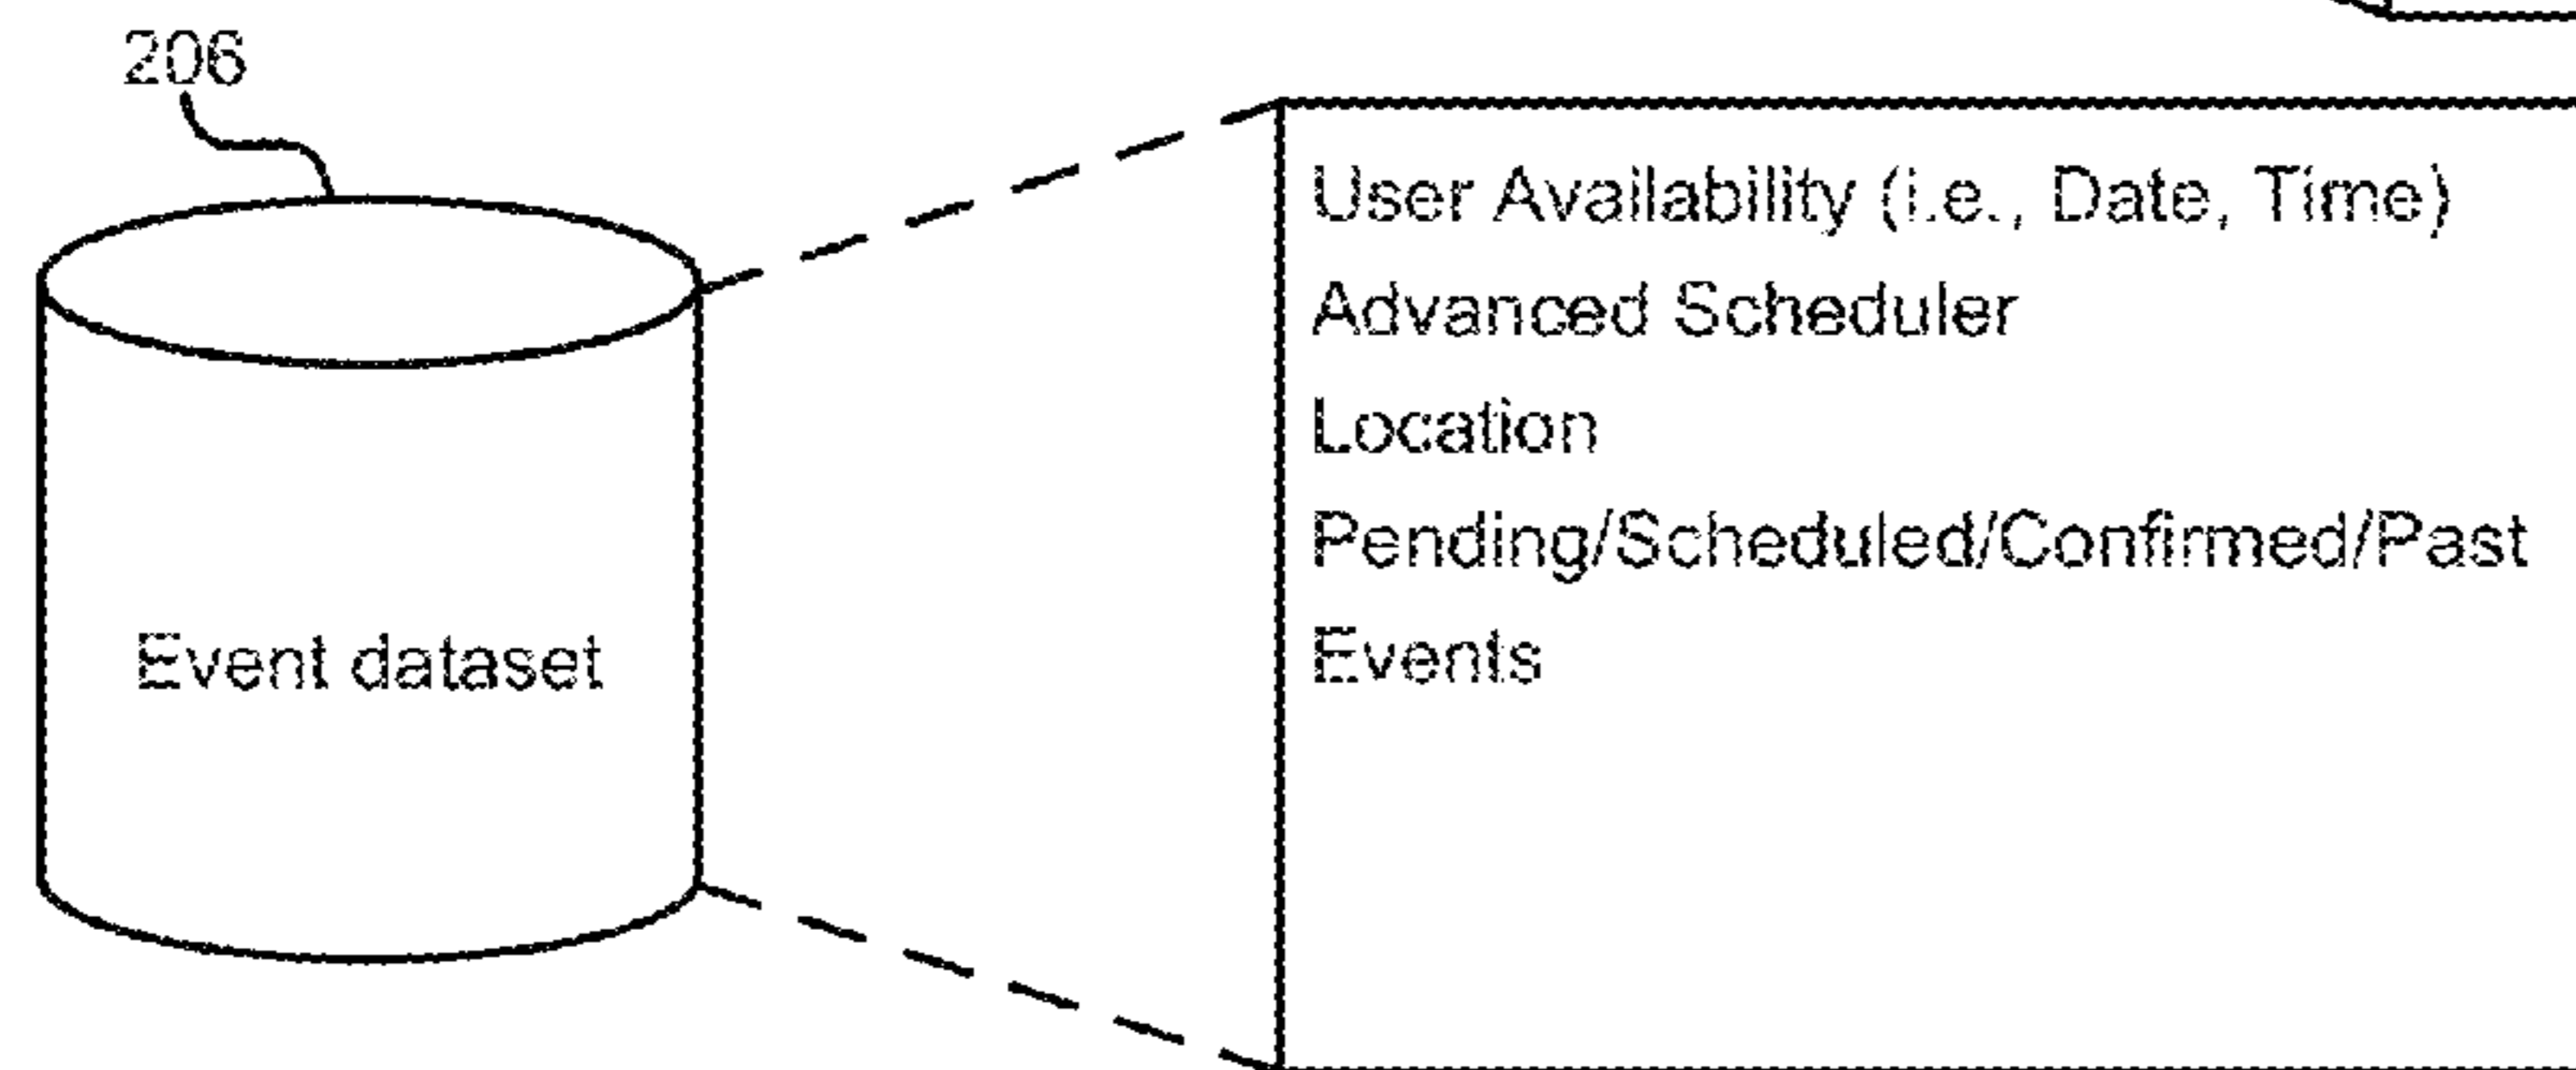 206
Event dataset
User Availability (i.e., Date, Time)
Advanced Scheduler
Location
Pending/Scheduled/Confirmed/Past
Events